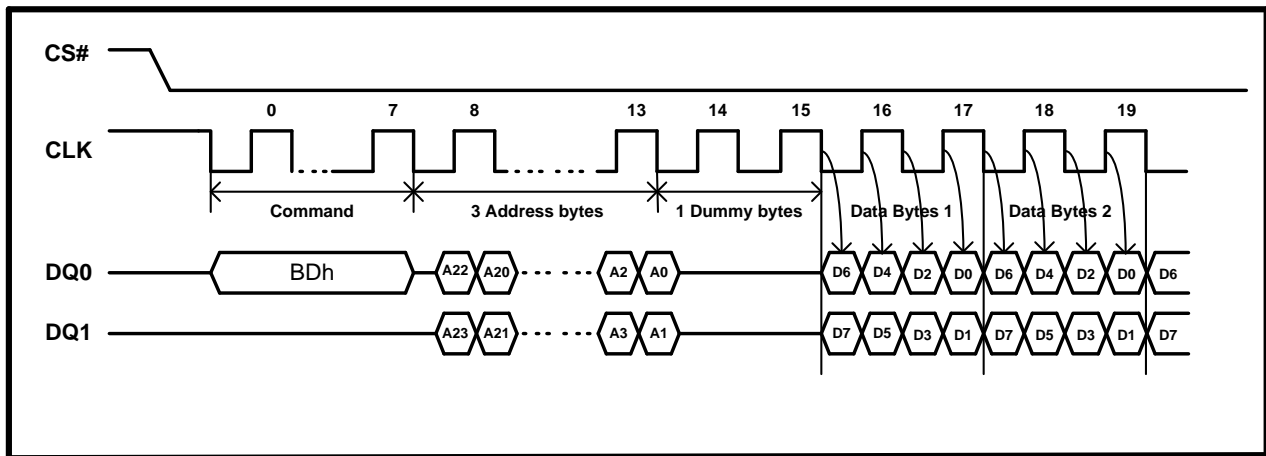 CS#
0 7 8 13 14 15 16 17 18 19
CLK
Command 3 Address bytes 1 Dummy bytes Data Bytes 1 Data Bytes 2
DQ0 BDh A22 A20 A2 A0 D6 D4 D2 D0 D6 D4 D2 D0 D6
DQ1 A23 A21 A3 A1 D7 D5 D3 D1 D7 D5 D3 D1 D7